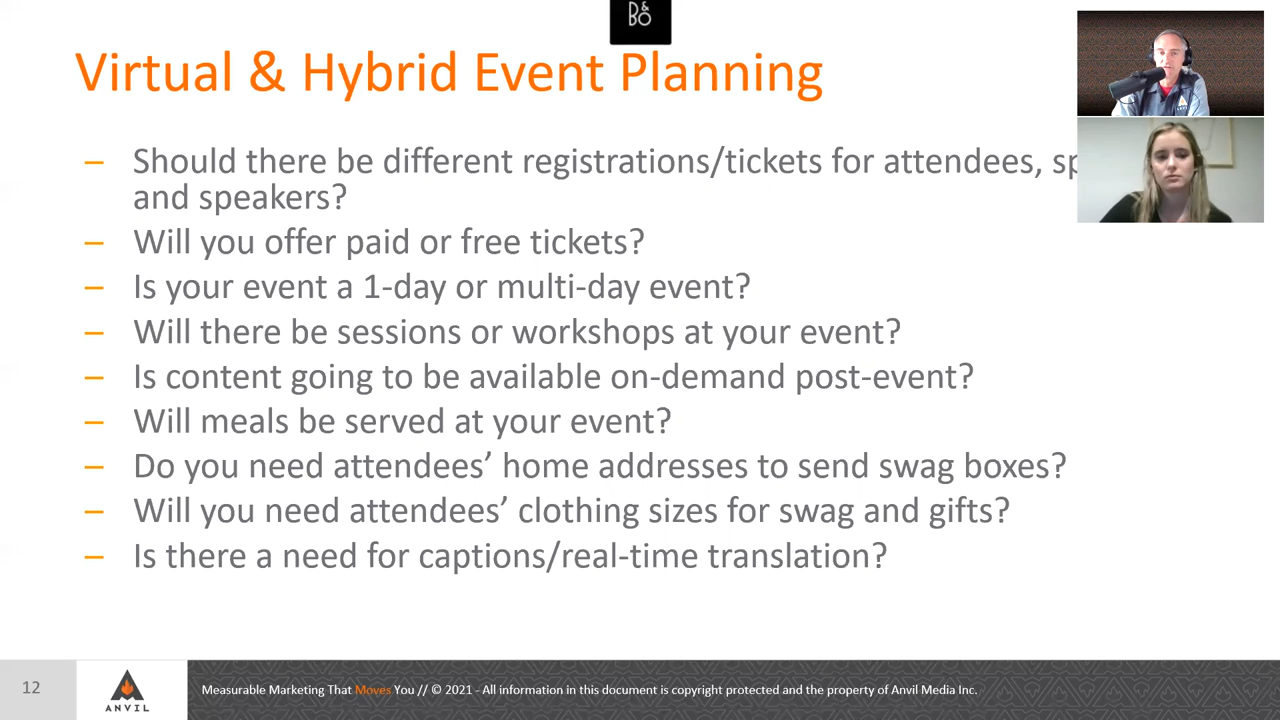 D&
BO
Virtual & Hybrid Event Planning
– Should there be different registrations/tickets for attendees,
and speakers?
– Will you offer paid or free tickets?
– Is your event a 1-day or multi-day event?
– Will there be sessions or workshops at your event?
– Is content going to be available on-demand post-event?
– Will meals be served at your event?
– Do you need attendees’ home addresses to send swag boxes?
– Will you need attendees’ clothing sizes for swag and gifts?
– Is there a need for captions/real-time translation?
12
ANVIL
Measurable Marketing That Moves You // © 2021 - All information in this document is copyright protected and the property of Anvil Media Inc.